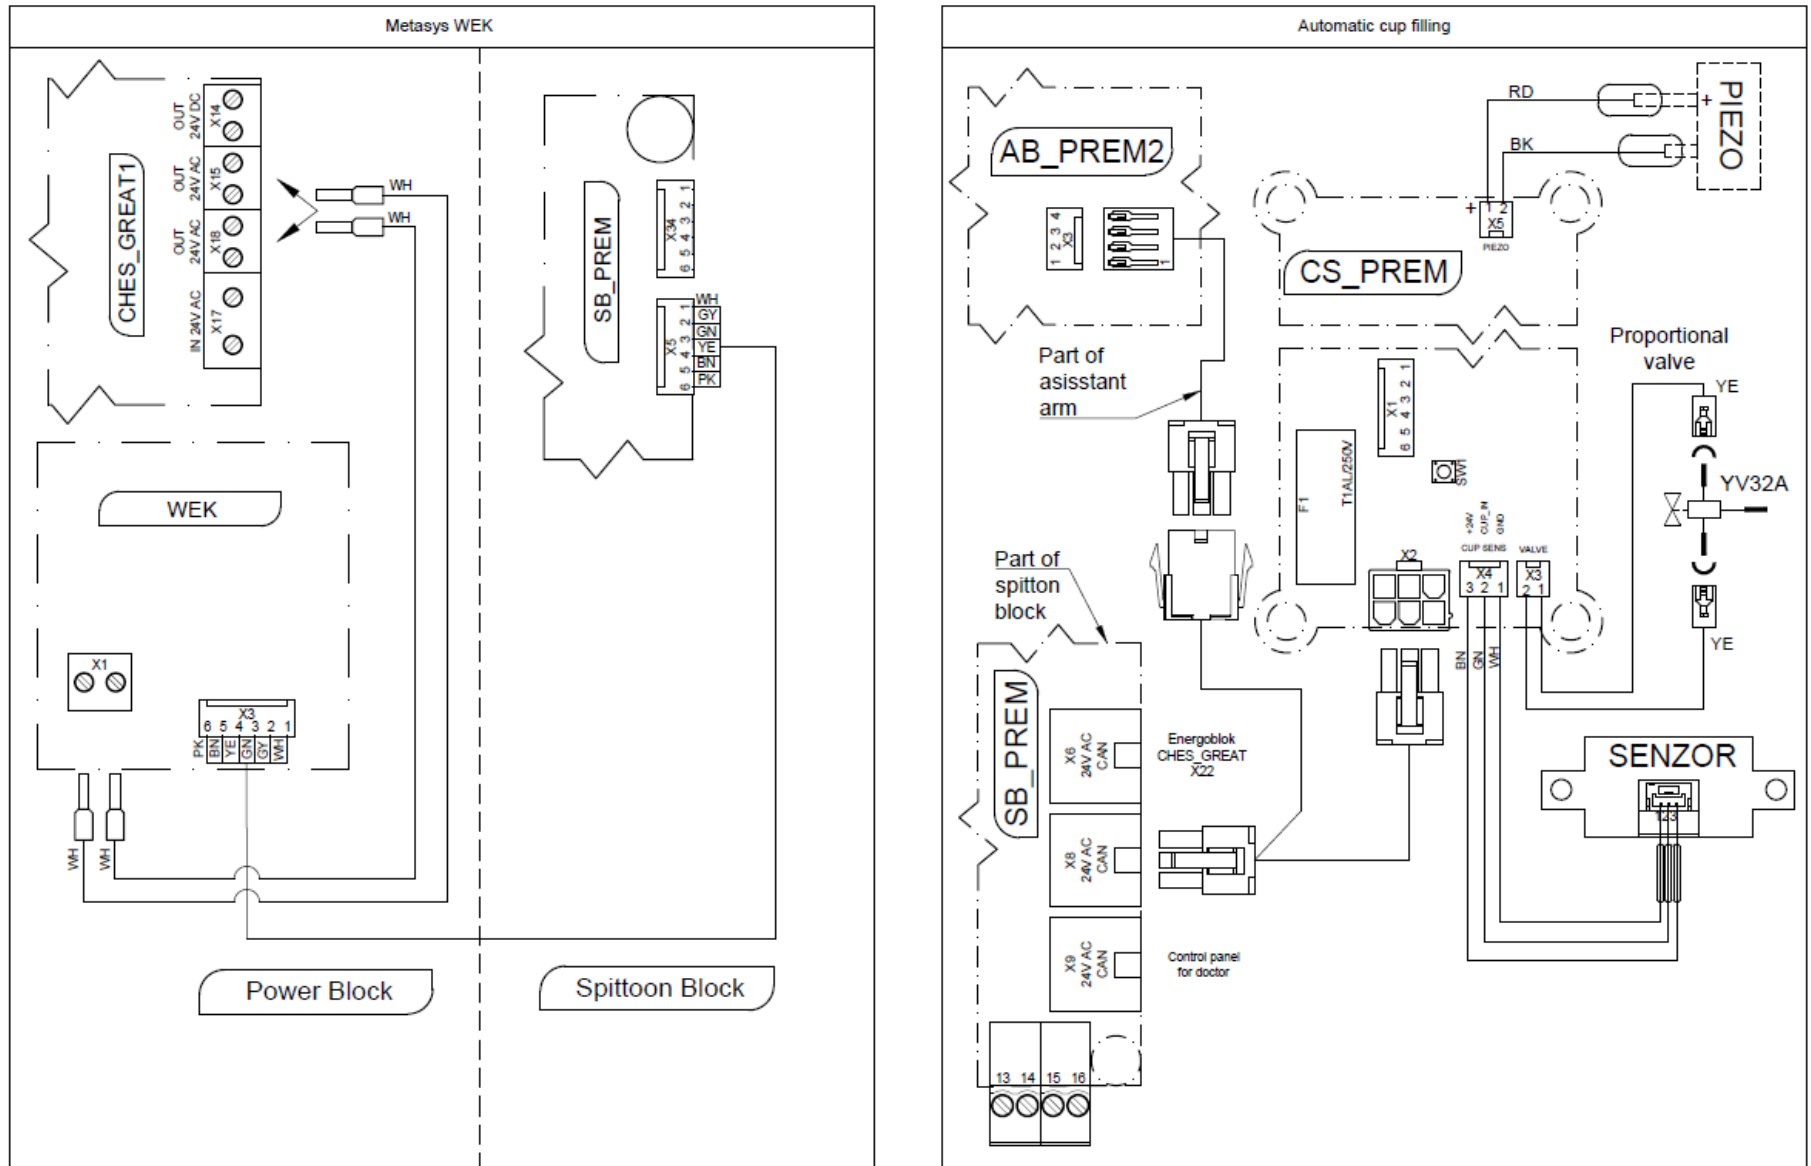 Metasys WEK
CHES_GREAT1
OUT
24V DC
X14
OUT
24V AC
X15
OUT
24V AC
X18
IN 24V AC
X17
WH
WH
SB_PREM
X34
6 5 4 3 2 1
X5
6 5 4 3 2 1
WH
GY
GN
YE
BN
PK
WEK
X1
X3
6 5 4 3 2 1
PK BN YE GN GY WH
WH
WH
Power Block
Spittoon Block
Automatic cup filling
AB_PREM2
X3
1 2 3 4
1
Part of
asisstant
arm
RD
BK
+
PIEZO
+
1 2
X5
PIEZO
CS_PREM
X1
6 5 4 3 2 1
SW1
F1
T1AL/250V
+24V
CUP_IN
GND
CUP SENS
VALVE
X2
X4
3 2 1
X3
2 1
BN
GN
WH
Proportional
valve
YE
YV32A
YE
Part of
spitton
block
SB_PREM
X6
24V AC
CAN
Energoblok
CHES_GREAT
X22
X8
24V AC
CAN
X9
24V AC
CAN
Control panel
for doctor
13 14 15 16
SENZOR
123